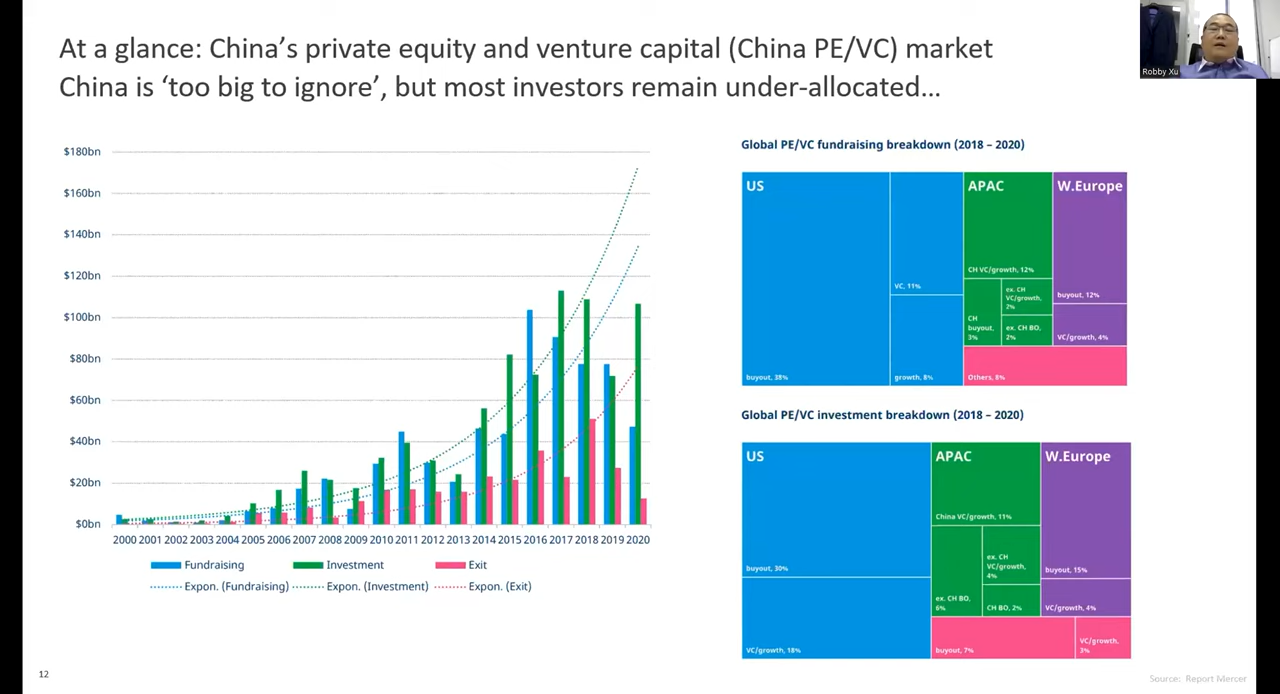 At a glance: China’s private equity and venture capital (China PE/VC) market
China is ‘too big to ignore’, but most investors remain under-allocated…
Robby Xu
$180bn
$160bn
$140bn
$120bn
$100bn
$80bn
$60bn
$40bn
$20bn
$0bn
2000 2001 2002 2003 2004 2005 2006 2007 2008 2009 2010 2011 2012 2013 2014 2015 2016 2017 2018 2019 2020
Fundraising Investment Exit
Expon. (Fundraising) Expon. (Investment) Expon. (Exit)
Global PE/VC fundraising breakdown (2018 – 2020)
US
buyout, 38%
VC, 11%
growth, 8%
APAC
CH VC/growth, 12%
CH
buyout,
3%
ex. CH
VC/growth,
2%
ex. CH BO,
2%
W.Europe
buyout, 12%
VC/growth, 4%
Others, 8%
Global PE/VC investment breakdown (2018 – 2020)
US
buyout, 30%
VC/growth, 18%
APAC
China VC/growth, 11%
ex. CH BO,
6%
ex. CH
VC/growth,
4%
CH BO, 2%
W.Europe
buyout, 15%
VC/growth, 4%
buyout, 7%
VC/growth,
3%
12
Source: Report Mercer